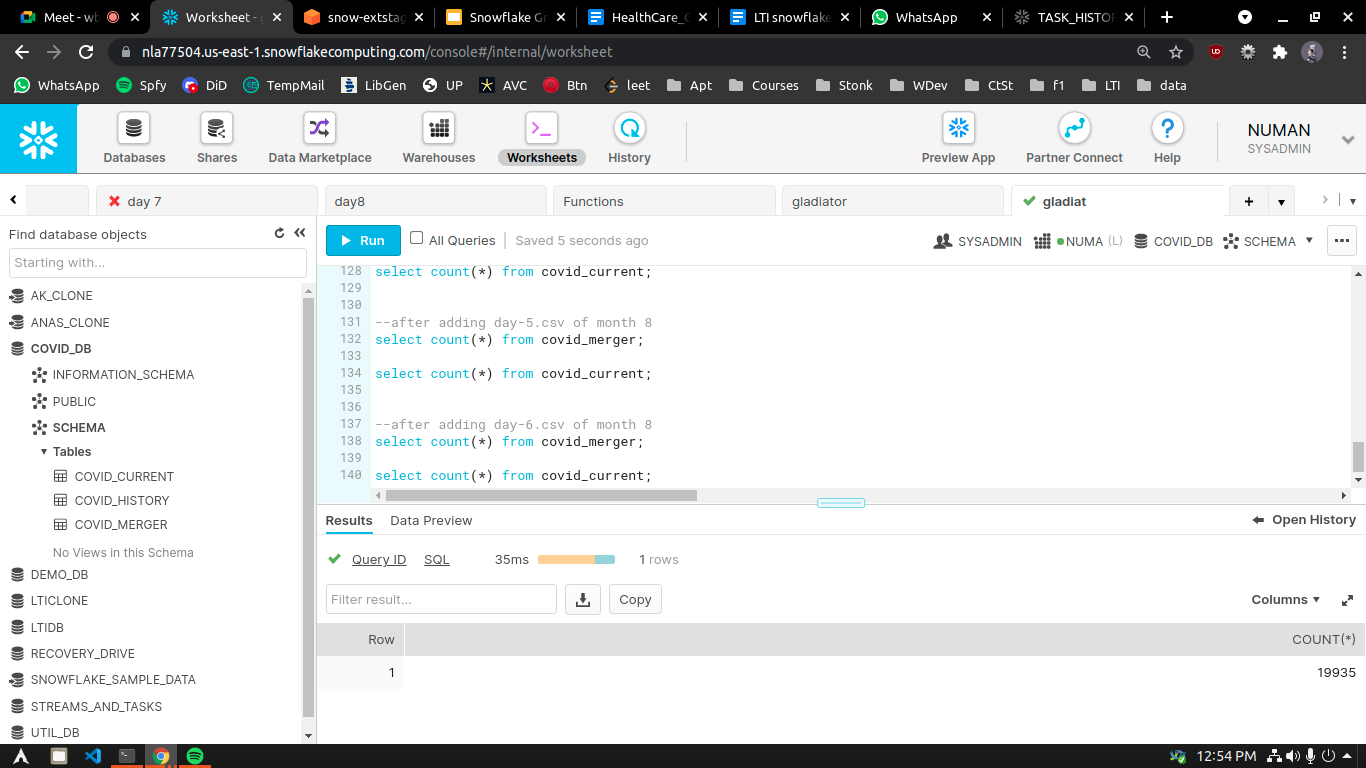 Meet - wb
Worksheet - g
snow-extstag
Snowflake Gr
HealthCare_C
LTI snowflake
WhatsApp
TASK_HISTOR
nla77504.us-east-1.snowflakecomputing.com/console#/internal/worksheet
WhatsApp Spfy DiD TempMail LibGen UP AVC Btn leet Apt Courses Stonk WDev CtSt f1 LTI data
Databases Shares Data Marketplace Warehouses Worksheets History Preview App Partner Connect Help
NUMAN
SYSADMIN
day 7 day8 Functions gladiator gladiat
Find database objects
Starting with...
AK_CLONE
ANAS_CLONE
COVID_DB
INFORMATION_SCHEMA
PUBLIC
SCHEMA
Tables
COVID_CURRENT
COVID_HISTORY
COVID_MERGER
No Views in this Schema
DEMO_DB
LTICLONE
LTIDB
RECOVERY_DRIVE
SNOWFLAKE_SAMPLE_DATA
STREAMS_AND_TASKS
UTIL_DB
Run All Queries Saved 5 seconds ago SYSADMIN NUMA (L) COVID_DB SCHEMA
128 select count(*) from covid_current;
129
130
131 --after adding day-5.csv of month 8
132 select count(*) from covid_merger;
133
134 select count(*) from covid_current;
135
136
137 --after adding day-6.csv of month 8
138 select count(*) from covid_merger;
139
140 select count(*) from covid_current;
Results Data Preview Open History
Query ID SQL 35ms 1 rows
Filter result... Copy Columns
Row COUNT(*)
1 19935
12:54 PM